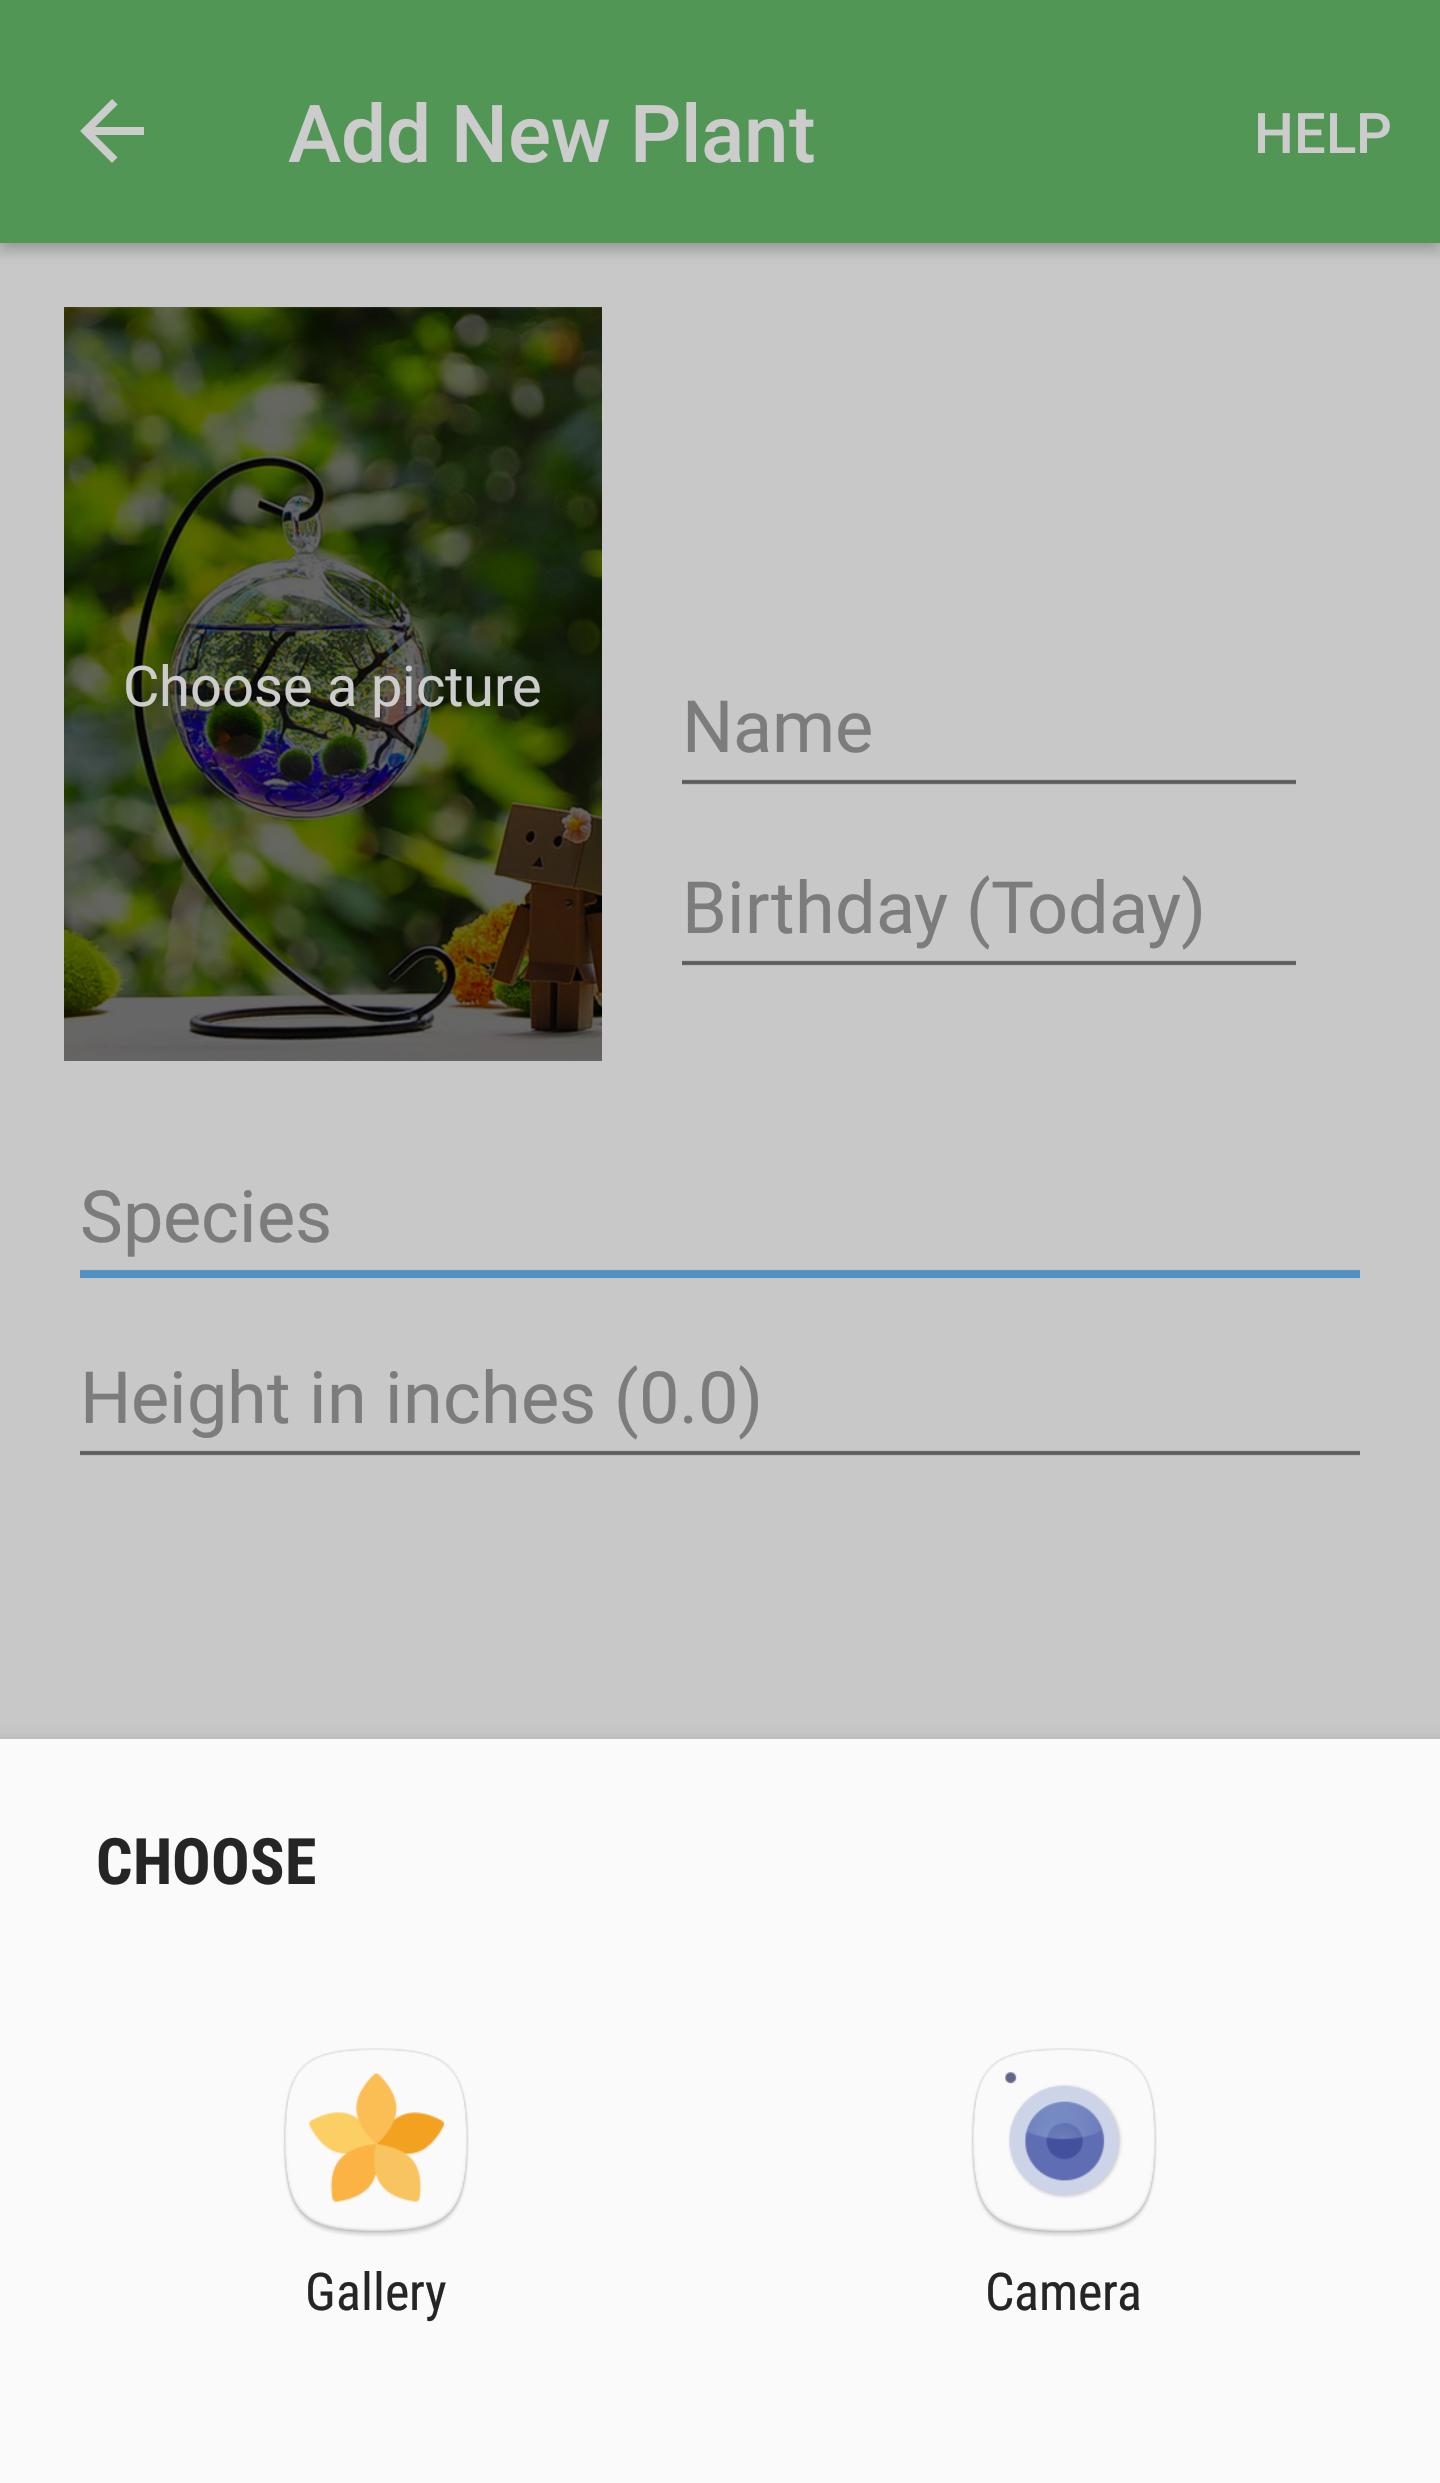 Add New Plant
HELP
Choose a picture
Name
Birthday (Today)
Species
Height in inches (0.0)
CHOOSE
Gallery
Camera